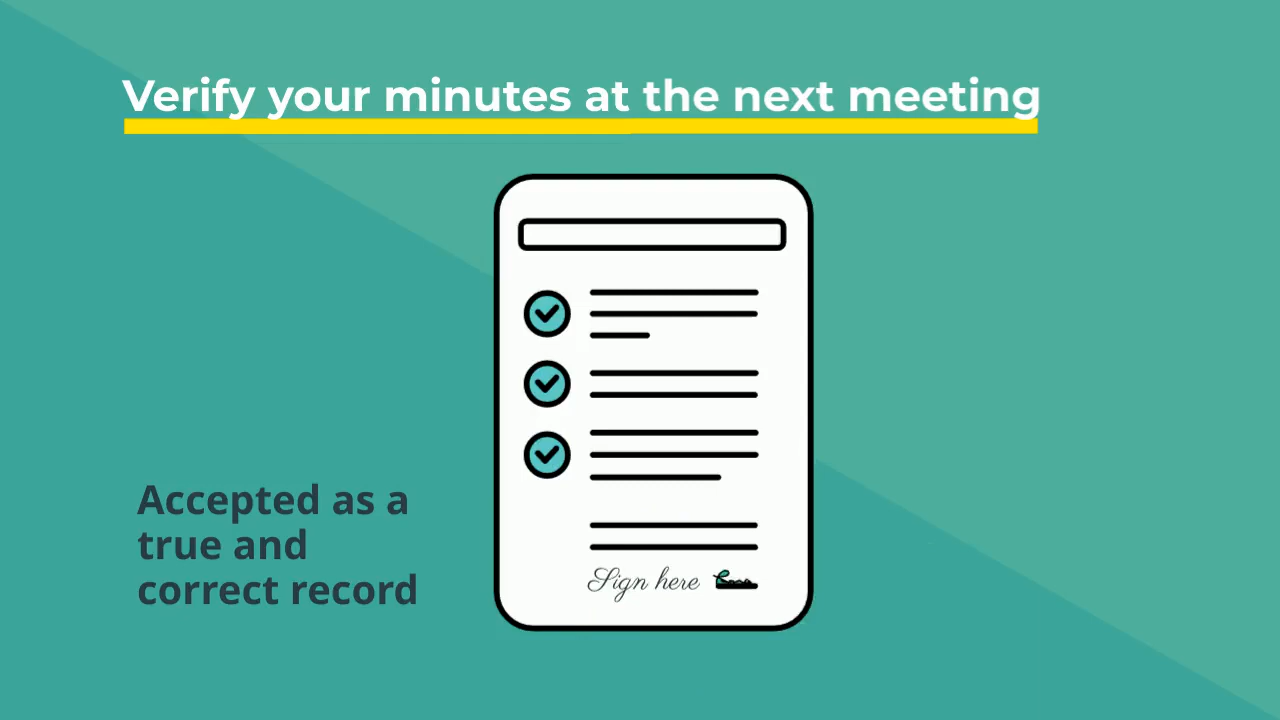 Verify your minutes at the next meeting
Accepted as a
true and
correct record
Sign here